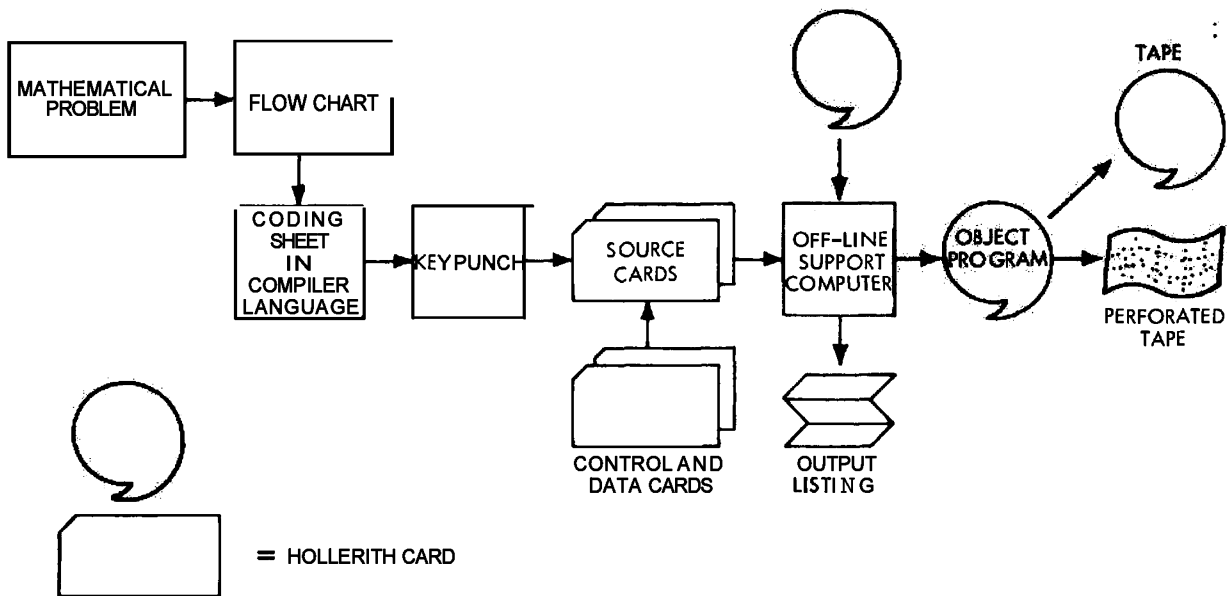 MATHEMATICAL
PROBLEM
FLOW CHART
CODING
SHEET
IN
COMPILER
LANGUAGE
KEYPUNCH
SOURCE
CARDS
CONTROL AND
DATA CARDS
OFF-LINE
SUPPORT
COMPUTER
OUTPUT
LISTING
OBJECT
PROGRAM
TAPE
PERFORATED
TAPE
= HOLLERITH CARD